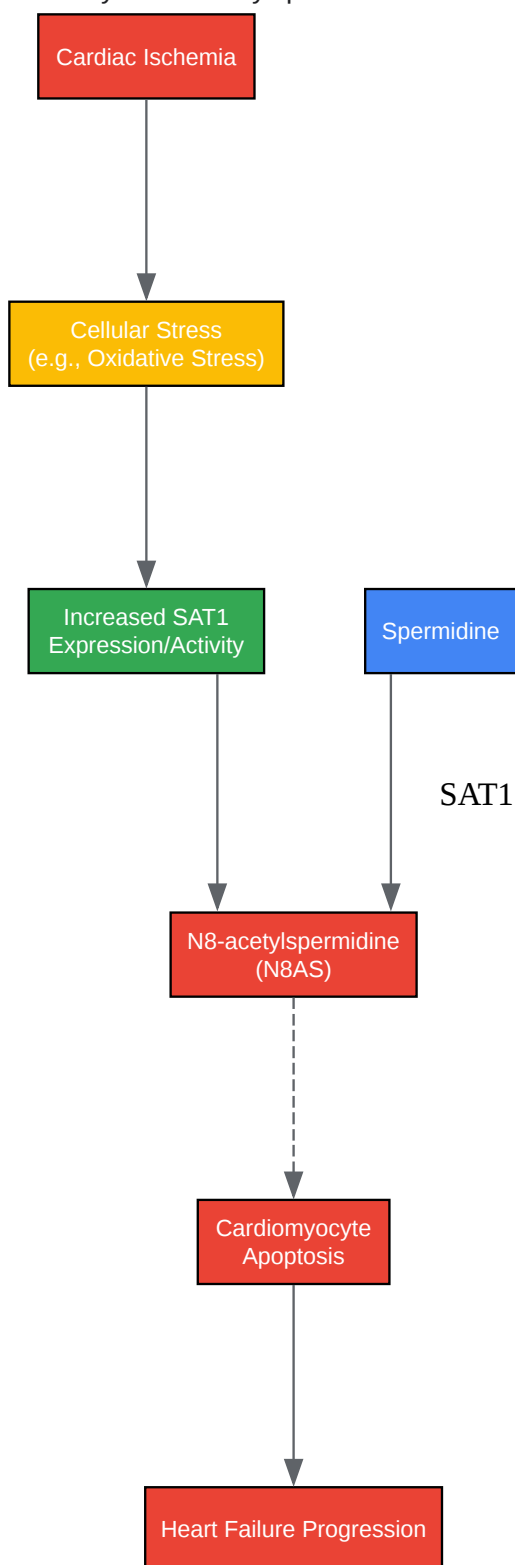 Cardiac Ischemia
Cellular Stress
(e.g., Oxidative Stress)
Increased SAT1
Expression/Activity
Spermidine
SAT1
N8-acetylspermidine
(N8AS)
Cardiomyocyte
Apoptosis
Heart Failure Progression